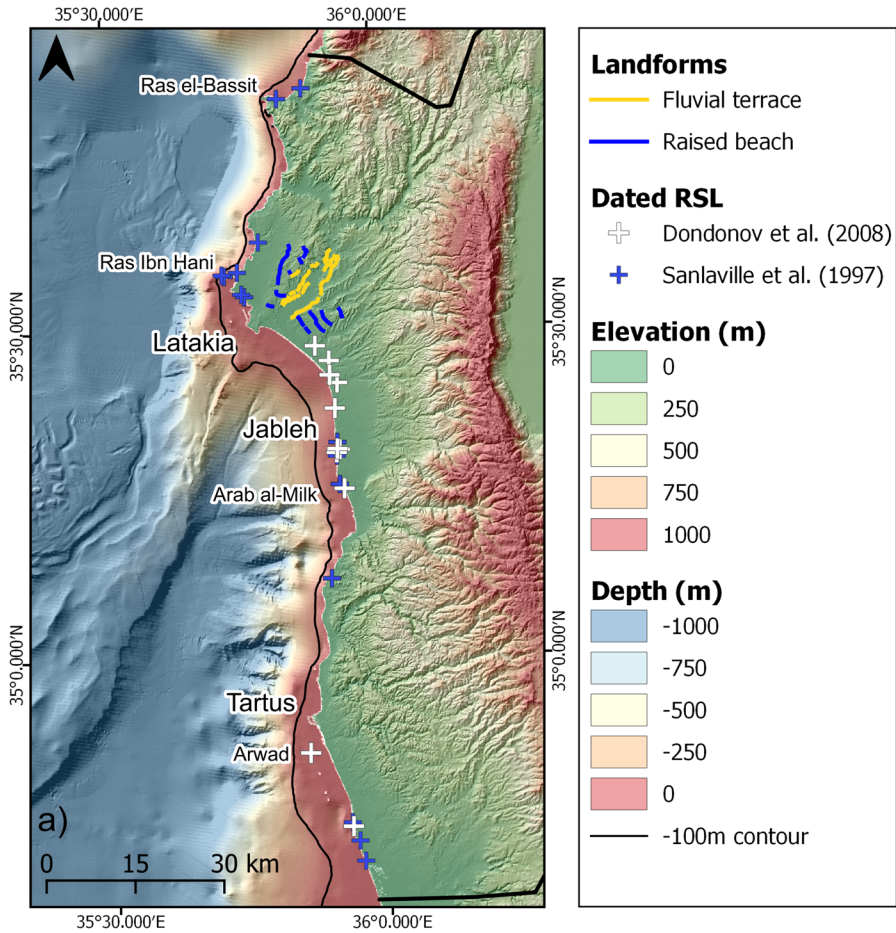 35°30.000′E
36°0.000′E
Ras el-Bassit
Ras Ibn Hani
35°30.000′N
35°30.000′N
Latakia
Jableh
Arab al-Milk
35°0.000′N
35°0.000′N
Tartus
Arwad
a)
0
15
30 km
35°30.000′E
36°0.000′E
Landforms
Fluvial terrace
Raised beach
Dated RSL
Dondonov et al. (2008)
Sanlaville et al. (1997)
Elevation (m)
0
250
500
750
1000
Depth (m)
-1000
-750
-500
-250
0
-100m contour